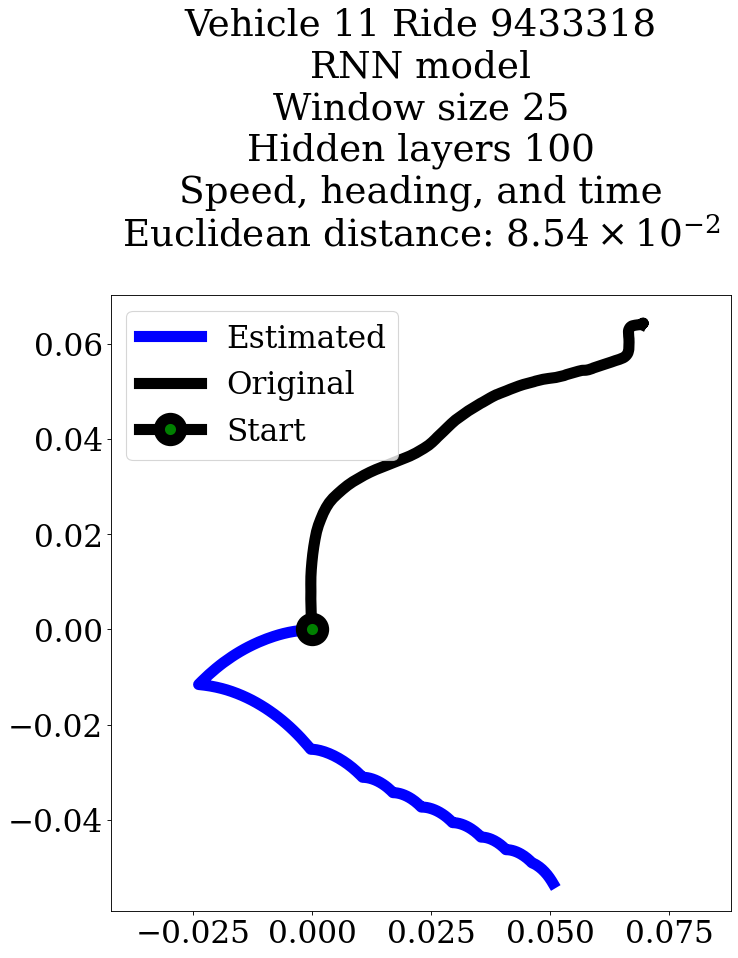 Vehicle 11 Ride 9433318
RNN model
Window size 25
Hidden layers 100
Speed, heading, and time
Euclidean distance: 8.54 × 10⁻²
Estimated
Original
Start
0.06
0.04
0.02
0.00
−0.02
−0.04
−0.025 0.000 0.025 0.050 0.075